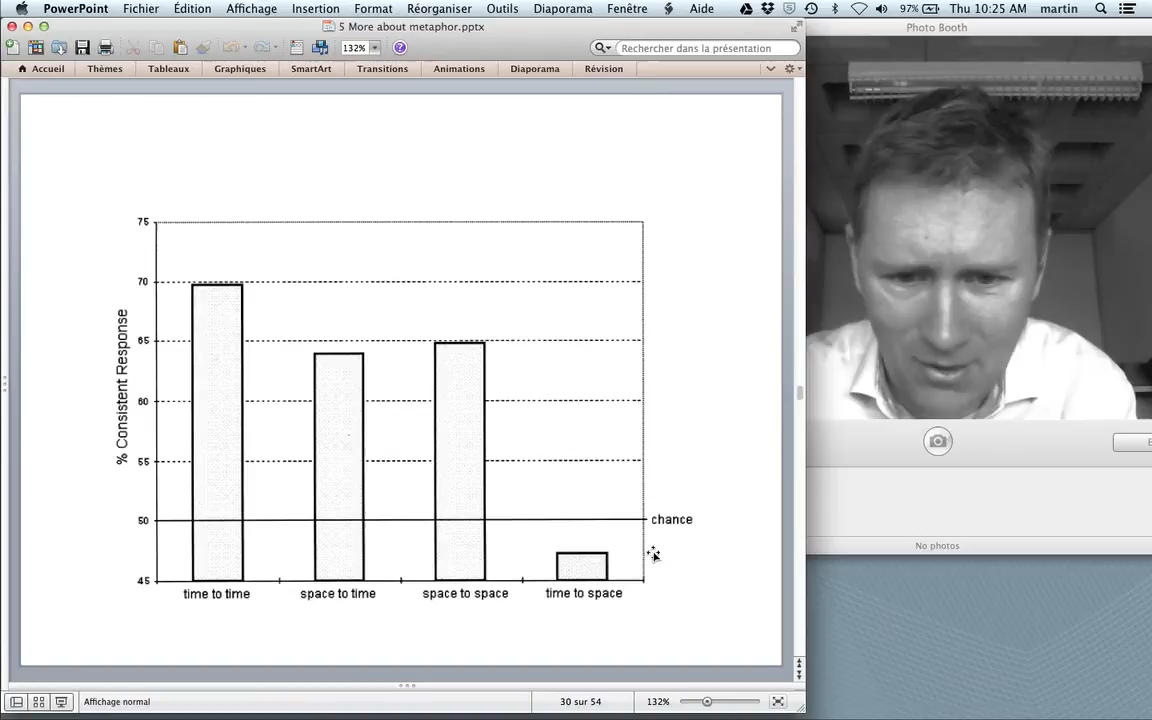 PowerPoint Fichier Édition Affichage Insertion Format Réorganiser Outils Diaporama Fenêtre Aide 97% Thu 10:25 AM martin
5 More about metaphor.pptx
Photo Booth
132% Rechercher dans la présentation
Accueil Thèmes Tableaux Graphiques SmartArt Transitions Animations Diaporama Révision
% Consistent Response
75
70
65
60
55
50 chance
45
time to time space to time space to space time to space
No photos
Affichage normal 30 sur 54 132%